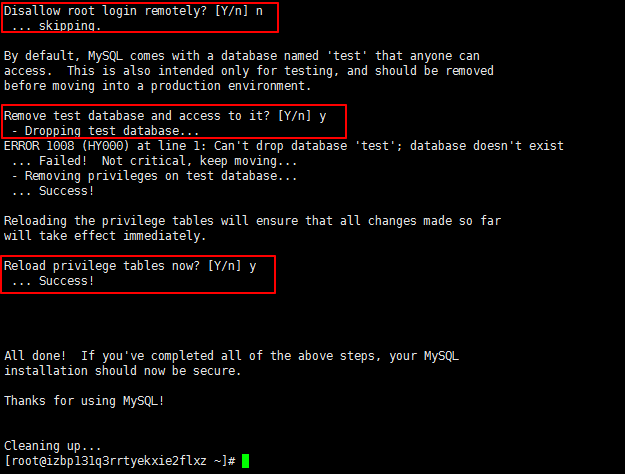 Disallow root login remotely? [Y/n] n
 ... skipping.
By default, MySQL comes with a database named 'test' that anyone can
access.  This is also intended only for testing, and should be removed
before moving into a production environment.
Remove test database and access to it? [Y/n] y
 - Dropping test database...
ERROR 1008 (HY000) at line 1: Can't drop database 'test'; database doesn't exist
 ... Failed!  Not critical, keep moving...
 - Removing privileges on test database...
 ... Success!
Reloading the privilege tables will ensure that all changes made so far
will take effect immediately.
Reload privilege tables now? [Y/n] y
 ... Success!
All done!  If you've completed all of the above steps, your MySQL
installation should now be secure.
Thanks for using MySQL!
Cleaning up...
[root@izbp131q3rrtyekxie2flxz ~]#